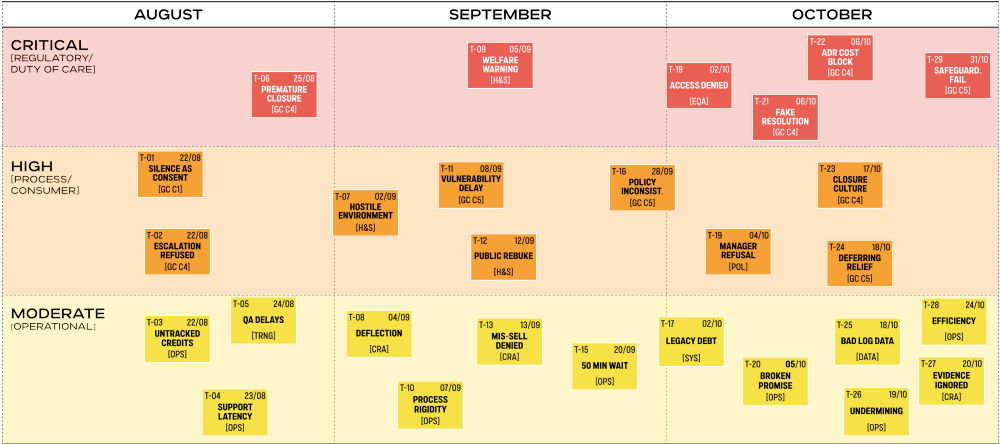 AUGUST
SEPTEMBER
OCTOBER
CRITICAL
[REGULATORY/
DUTY OF CARE]
T-06 25/08
PREMATURE
CLOSURE
[GC C4]
T-09 05/09
WELFARE
WARNING
[H&S]
T-18 02/10
ACCESS DENIED
[EQA]
T-22 06/10
ADR COST
BLOCK
[GC C4]
T-21 06/10
FAKE
RESOLUTION
[GC C4]
T-29 31/10
SAFEGUARD.
FAIL
[GC C5]
HIGH
[PROCESS/
CONSUMER]
T-01 22/08
SILENCE AS
CONSENT
[GC C1]
T-02 22/08
ESCALATION
REFUSED
[GC C4]
T-07 02/09
HOSTILE
ENVIRONMENT
[H&S]
T-11 08/09
VULNERABILITY
DELAY
[GC C5]
T-12 12/09
PUBLIC REBUKE
[H&S]
T-16 28/09
POLICY
INCONSIST.
[GC C5]
T-19 04/10
MANAGER
REFUSAL
[POL]
T-23 17/10
CLOSURE
CULTURE
[GC C4]
T-24 18/10
DEFERRING
RELIEF
[GC C5]
MODERATE
[OPERATIONAL]
T-03 22/08
UNTRACKED
CREDITS
[OPS]
T-05 24/08
QA DELAYS
[TRNG]
T-04 23/08
SUPPORT
LATENCY
[OPS]
T-08 04/09
DEFLECTION
[CRA]
T-10 07/09
PROCESS
RIGIDITY
[OPS]
T-13 13/09
MIS-SELL
DENIED
[CRA]
T-15 20/09
50 MIN WAIT
[OPS]
T-17 02/10
LEGACY DEBT
[SYS]
T-20 05/10
BROKEN
PROMISE
[OPS]
T-25 18/10
BAD LOG DATA
[DATA]
T-26 19/10
UNDERMINING
[OPS]
T-28 24/10
EFFICIENCY
[OPS]
T-27 20/10
EVIDENCE
IGNORED
[CRA]